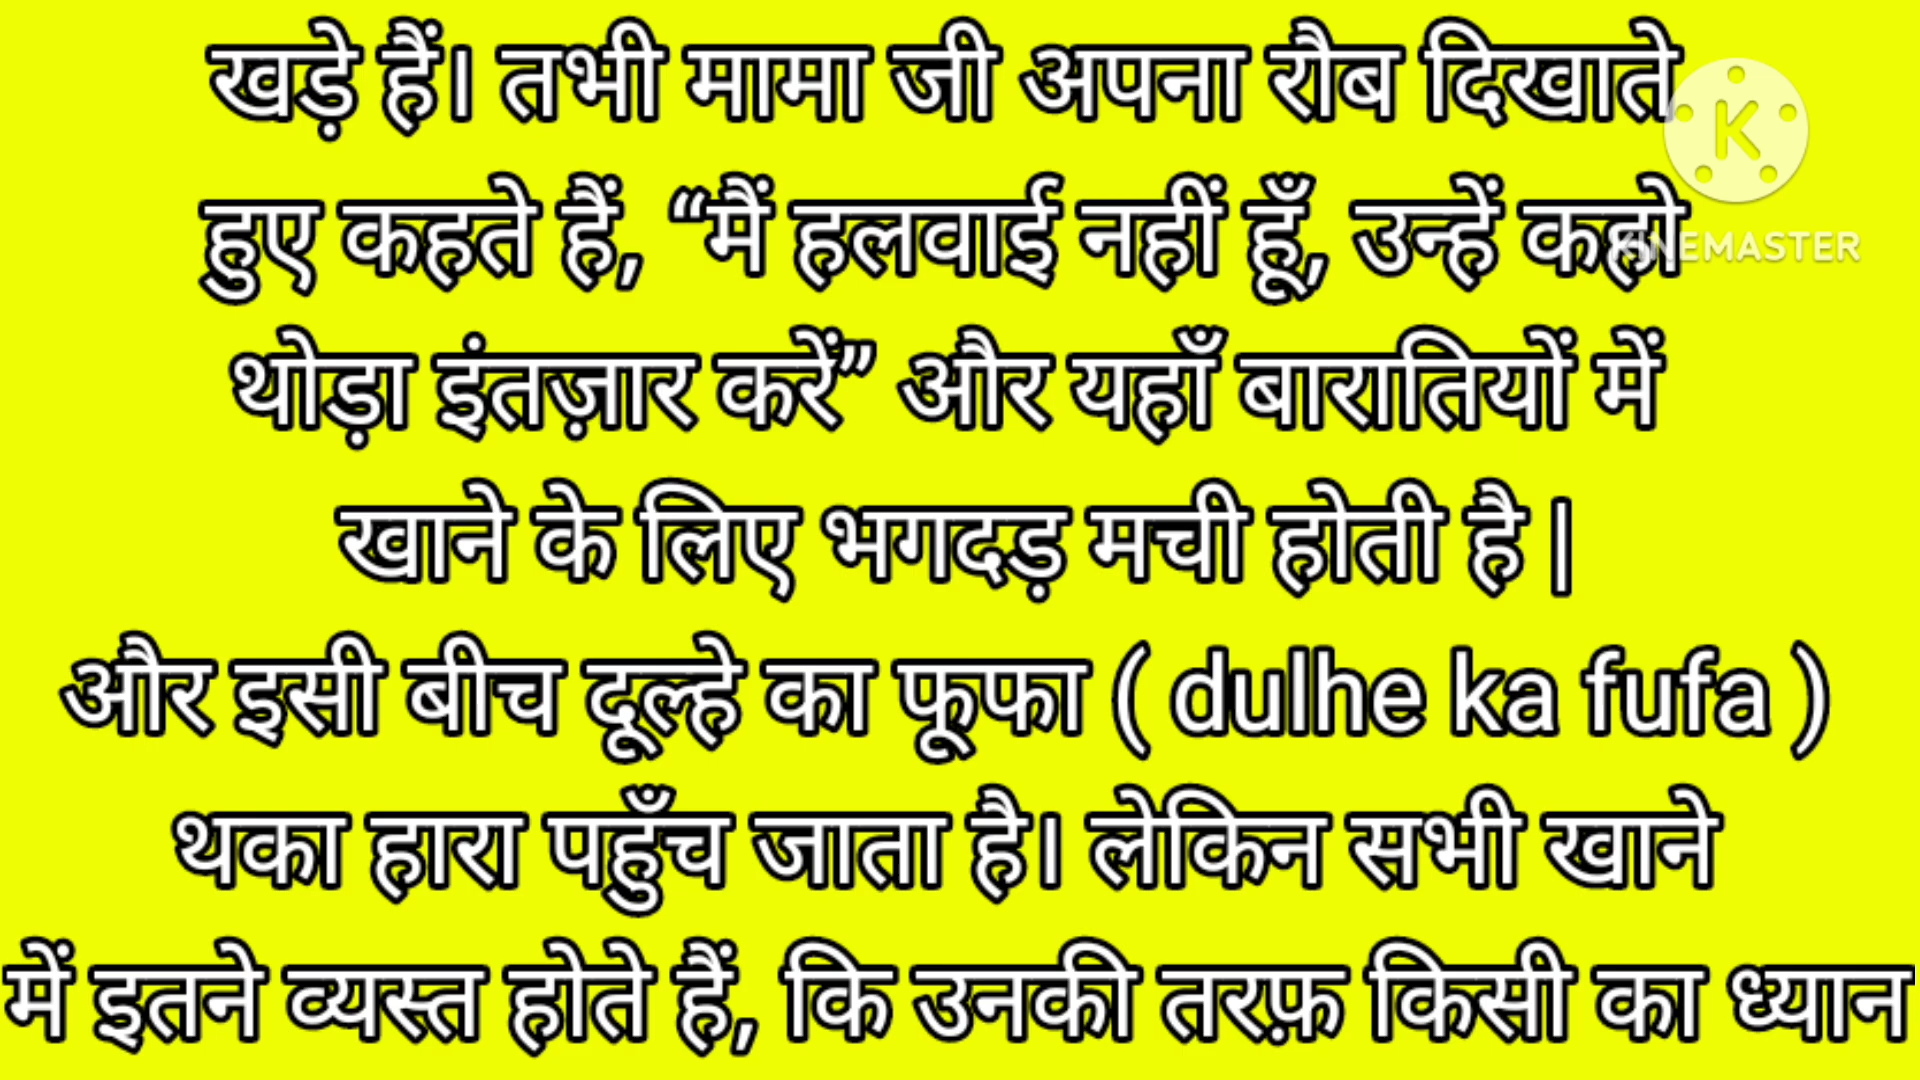 खड़े हैं। तभी मामा जी अपना रौब दिखाते
हुए कहते हैं, “मैं हलवाई नहीं हूँ, उन्हें कहो
थोड़ा इंतज़ार करें” और यहाँ बारातियों में
खाने के लिए भगदड़ मची होती है |
और इसी बीच दूल्हे का फूफा ( dulhe ka fufa )
थका हारा पहुँच जाता है। लेकिन सभी खाने
में इतने व्यस्त होते हैं, कि उनकी तरफ़ किसी का ध्यान
K
KINEMASTER